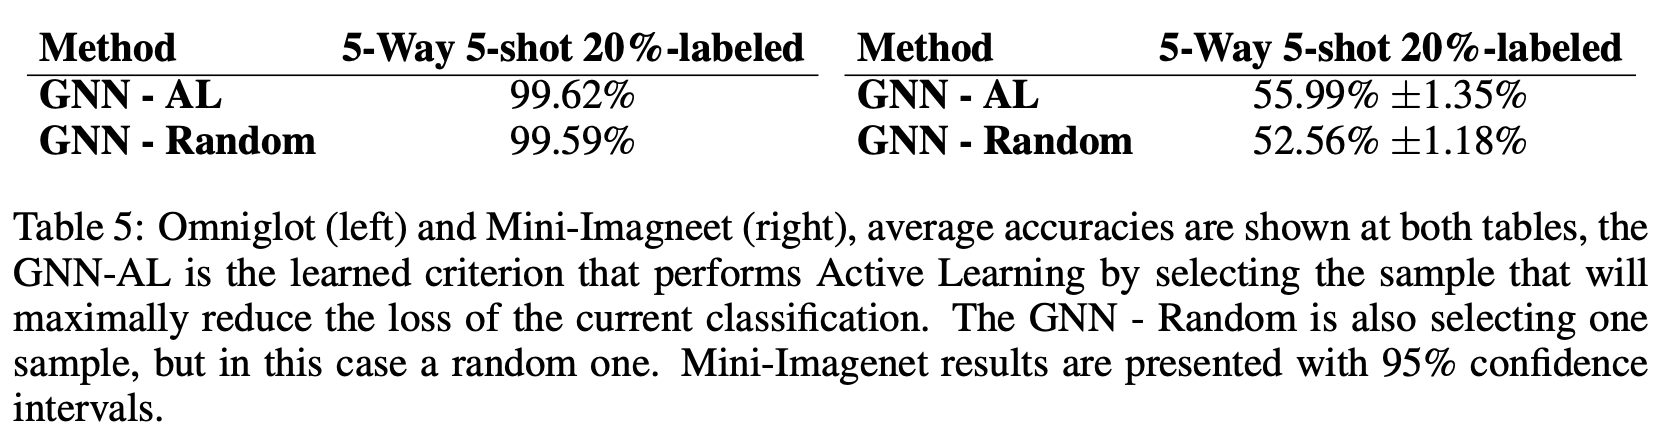 Method 5-Way 5-shot 20%-labeled Method 5-Way 5-shot 20%-labeled
GNN - AL 99.62% GNN - AL 55.99% ±1.35%
GNN - Random 99.59% GNN - Random 52.56% ±1.18%
Table 5: Omniglot (left) and Mini-Imagneet (right), average accuracies are shown at both tables, the
GNN-AL is the learned criterion that performs Active Learning by selecting the sample that will
maximally reduce the loss of the current classification. The GNN - Random is also selecting one
sample, but in this case a random one. Mini-Imagenet results are presented with 95% confidence
intervals.